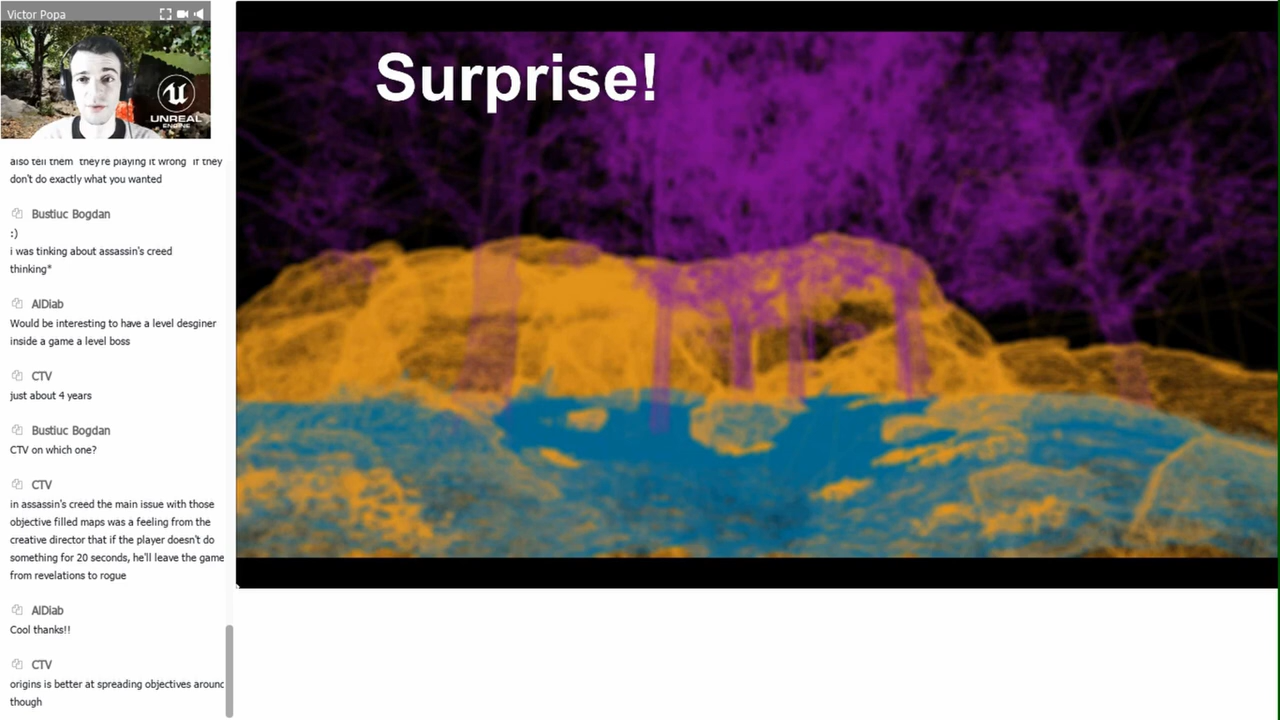 Victor Popa
UNREAL
ENGINE
also tell them "they're playing it wrong" if they
don't do exactly what you wanted
Bustiuc Bogdan
:)
i was tinking about assassin's creed
thinking*
AlDiab
Would be interesting to have a level desginer
inside a game a level boss
CTV
just about 4 years
Bustiuc Bogdan
CTV on which one?
CTV
in assassin's creed the main issue with those
objective filled maps was a feeling from the
creative director that if the player doesn't do
something for 20 seconds, he'll leave the game
from revelations to rogue
AlDiab
Cool thanks!!
CTV
origins is better at spreading objectives around
though
Surprise!